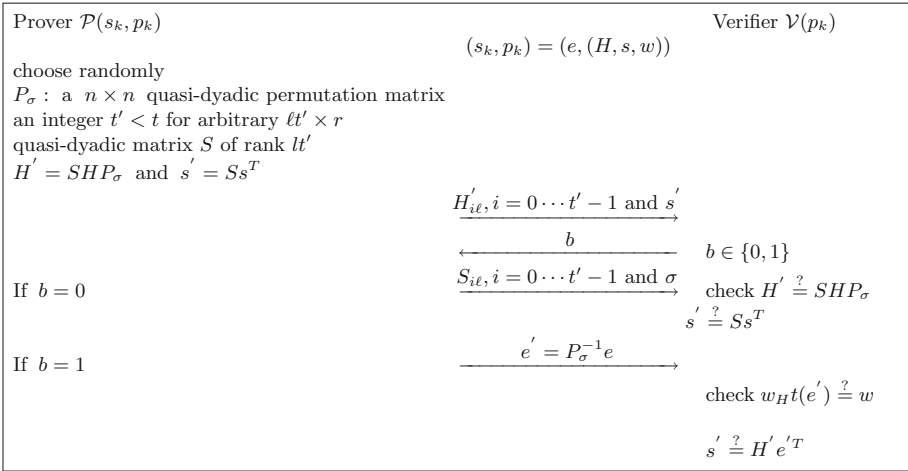 Prover 𝒫(s_k, p_k) Verifier 𝒱(p_k)
(s_k, p_k) = (e, (H, s, w))
choose randomly
P_σ : a n × n quasi-dyadic permutation matrix
an integer t′ < t for arbitrary ℓt′ × r
quasi-dyadic matrix S of rank lt′
H′ = SHP_σ and s′ = Ss^T
H′_{iℓ}, i = 0 ⋯ t′ − 1 and s′
b
b ∈ {0, 1}
If b = 0 S_{iℓ}, i = 0 ⋯ t′ − 1 and σ check H′ ≟ SHP_σ
s′ ≟ Ss^T
If b = 1 e′ = P_σ^{−1}e
check w_H t(e′) ≟ w
s′ ≟ H′e′^T